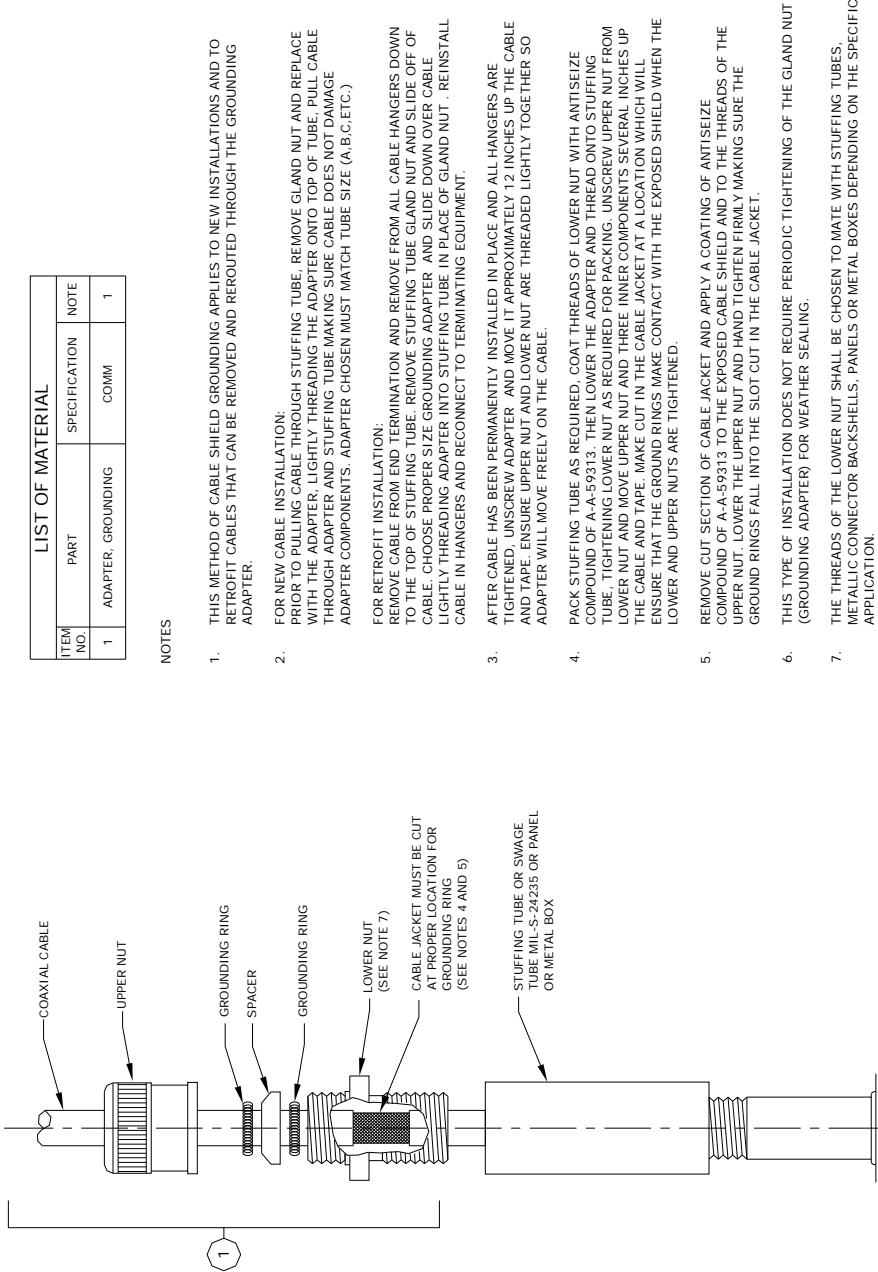 COAXIAL CABLE
UPPER NUT
GROUNDING RING
SPACER
GROUNDING RING
LOWER NUT
(SEE NOTE 7)
CABLE JACKET MUST BE CUT
AT PROPER LOCATION FOR
GROUNDING RING
(SEE NOTES 4 AND 5)
STUFFING TUBE OR SWAGE
TUBE MIL-S-24235 OR PANEL
OR METAL BOX
1
LIST OF MATERIAL
ITEM NO. PART SPECIFICATION NOTE
1 ADAPTER, GROUNDING COMM 1
NOTES
1. THIS METHOD OF CABLE SHIELD GROUNDING APPLIES TO NEW INSTALLATIONS AND TO
RETROFIT CABLES THAT CAN BE REMOVED AND REROUTED THROUGH THE GROUNDING
ADAPTER.
2. FOR NEW CABLE INSTALLATION:
PRIOR TO PULLING CABLE THROUGH STUFFING TUBE, REMOVE GLAND NUT AND REPLACE
WITH THE ADAPTER, LIGHTLY THREADING THE ADAPTER ONTO TOP OF TUBE, PULL CABLE
THROUGH ADAPTER AND STUFFING TUBE MAKING SURE CABLE DOES NOT DAMAGE
ADAPTER COMPONENTS. ADAPTER CHOSEN MUST MATCH TUBE SIZE (A,B,C,ETC.)
FOR RETROFIT INSTALLATION:
REMOVE CABLE FROM END TERMINATION AND REMOVE FROM ALL CABLE HANGERS DOWN
TO THE TOP OF STUFFING TUBE. REMOVE STUFFING TUBE GLAND NUT AND SLIDE OFF OF
CABLE. CHOOSE PROPER SIZE GROUNDING ADAPTER AND SLIDE DOWN OVER CABLE
LIGHTLY THREADING ADAPTER INTO STUFFING TUBE IN PLACE OF GLAND NUT . REINSTALL
CABLE IN HANGERS AND RECONNECT TO TERMINATING EQUIPMENT.
3. AFTER CABLE HAS BEEN PERMANENTLY INSTALLED IN PLACE AND ALL HANGERS ARE
TIGHTENED, UNSCREW ADAPTER AND MOVE IT APPROXIMATELY 12 INCHES UP THE CABLE
AND TAPE. ENSURE UPPER NUT AND LOWER NUT ARE THREADED LIGHTLY TOGETHER SO
ADAPTER WILL MOVE FREELY ON THE CABLE.
4. PACK STUFFING TUBE AS REQUIRED, COAT THREADS OF LOWER NUT WITH ANTISEIZE
COMPOUND OF A-A-59313. THEN LOWER THE ADAPTER AND THREAD ONTO STUFFING
TUBE, TIGHTENING LOWER NUT AS REQUIRED FOR PACKING. UNSCREW UPPER NUT FROM
LOWER NUT AND MOVE UPPER NUT AND THREE INNER COMPONENTS SEVERAL INCHES UP
THE CABLE AND TAPE. MAKE CUT IN THE CABLE JACKET AT A LOCATION WHICH WILL
ENSURE THAT THE GROUND RINGS MAKE CONTACT WITH THE EXPOSED SHIELD WHEN THE
LOWER AND UPPER NUTS ARE TIGHTENED.
5. REMOVE CUT SECTION OF CABLE JACKET AND APPLY A COATING OF ANTISEIZE
COMPOUND OF A-A-59313 TO THE EXPOSED CABLE SHIELD AND TO THE THREADS OF THE
UPPER NUT. LOWER THE UPPER NUT AND HAND TIGHTEN FIRMLY MAKING SURE THE
GROUND RINGS FALL INTO THE SLOT CUT IN THE CABLE JACKET.
6. THIS TYPE OF INSTALLATION DOES NOT REQUIRE PERIODIC TIGHTENING OF THE GLAND NUT
(GROUNDING ADAPTER) FOR WEATHER SEALING.
7. THE THREADS OF THE LOWER NUT SHALL BE CHOSEN TO MATE WITH STUFFING TUBES,
METALLIC CONNECTOR BACKSHELLS, PANELS OR METAL BOXES DEPENDING ON THE SPECIFIC
APPLICATION.